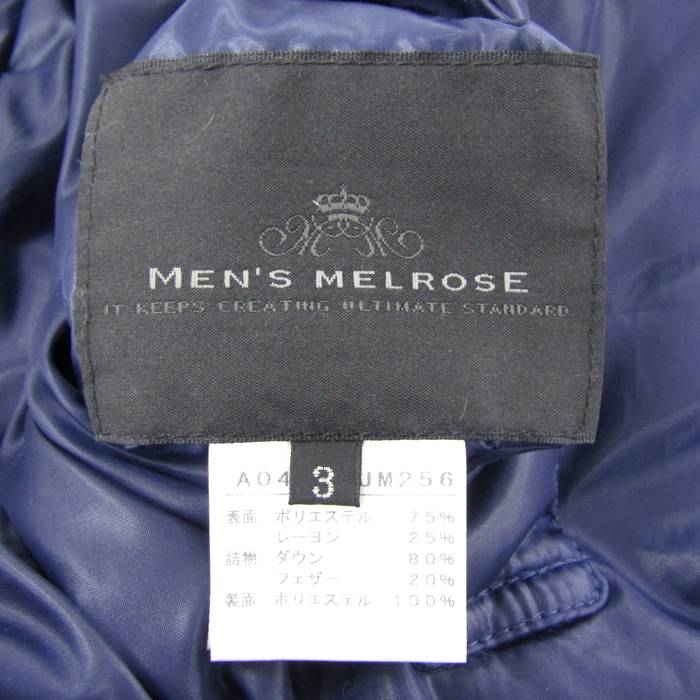 MEN'S MELROSE
IT KEEPS CREATING ULTIMATE STANDARD.
3
A04 UM256
表面 ポリエステル 75%
レーヨン 25%
詰物 ダウン 80%
フェザー 20%
裏面 ポリエステル 100%